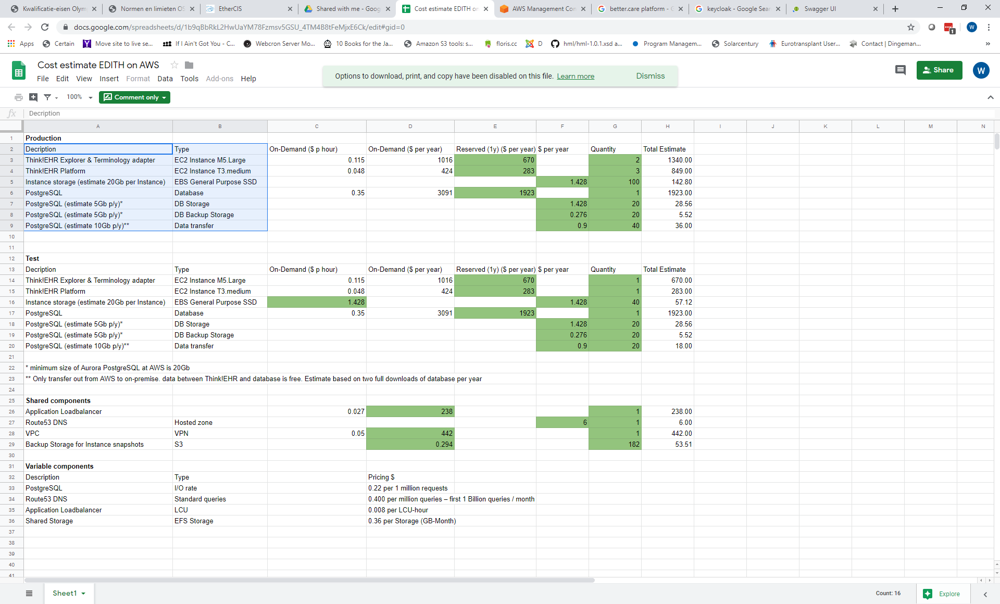 Kwalificatie-eisen Olym
Normen en limieten OS
EtherCIS
Shared with me - Goog
Cost estimate EDITH on
AWS Management Con
better.care platform - G
keycloak - Google Sear
Swagger UI
docs.google.com/spreadsheets/d/1b9qBbRkL2HwUaYM78Fzmsv5GSU_4TM4B8tFeMjxE6Ck/edit#gid=0
1
W
Apps
Certain
Move site to live se...
If I Ain't Got You - C...
Webcron Server Mo...
10 Books for the Ja...
Amazon S3 tools: s...
floris.cc
D
hml/hml-1.0.1.xsd a...
Program Managem...
Solarcentury
Eurotransplant User...
Contact | Dingeman...
»
Cost estimate EDITH on AWS
File Edit View Insert Format Data Tools Add-ons Help
Options to download, print, and copy have been disabled on this file. Learn more Dismiss
Share
W
100%
Comment only
fx Decription
A B C D E F G H I J K L M N
1 Production
2 Decription Type On-Demand ($ p hour) On-Demand ($ per year) Reserved (1y) ($ per year) $ per year Quantity Total Estimate
3 Think!EHR Explorer & Terminology adapter EC2 Instance M5.Large 0.115 1016 670 2 1340.00
4 Think!EHR Platform EC2 Instance T3.medium 0.048 424 283 3 849.00
5 Instance storage (estimate 20Gb per Instance) EBS General Purpose SSD 1.428 100 142.80
6 PostgreSQL Database 0.35 3091 1923 1 1923.00
7 PostgreSQL (estimate 5Gb p/y)* DB Storage 1.428 20 28.56
8 PostgreSQL (estimate 5Gb p/y)* DB Backup Storage 0.276 20 5.52
9 PostgreSQL (estimate 10Gb p/y)** Data transfer 0.9 40 36.00
10
11
12 Test
13 Decription Type On-Demand ($ p hour) On-Demand ($ per year) Reserved (1y) ($ per year) $ per year Quantity Total Estimate
14 Think!EHR Explorer & Terminology adapter EC2 Instance M5.Large 0.115 1016 670 1 670.00
15 Think!EHR Platform EC2 Instance T3.medium 0.048 424 283 1 283.00
16 Instance storage (estimate 20Gb per Instance) EBS General Purpose SSD 1.428 1.428 40 57.12
17 PostgreSQL Database 0.35 3091 1923 1 1923.00
18 PostgreSQL (estimate 5Gb p/y)* DB Storage 1.428 20 28.56
19 PostgreSQL (estimate 5Gb p/y)* DB Backup Storage 0.276 20 5.52
20 PostgreSQL (estimate 10Gb p/y)** Data transfer 0.9 20 18.00
21
22 * minimum size of Aurora PostgreSQL at AWS is 20Gb
23 ** Only transfer out from AWS to on-premise. data between Think!EHR and database is free. Estimate based on two full downloads of database per year
24
25 Shared components
26 Application Loadbalancer 0.027 238 1 238.00
27 Route53 DNS Hosted zone 6 1 6.00
28 VPC VPN 0.05 442 1 442.00
29 Backup Storage for Instance snapshots S3 0.294 182 53.51
30
31 Variable components
32 Description Type Pricing $
33 PostgreSQL I/O rate 0.22 per 1 million requests
34 Route53 DNS Standard queries 0.400 per million queries – first 1 Billion queries / month
35 Application Loadbalancer LCU 0.008 per LCU-hour
36 Shared Storage EFS Storage 0.36 per Storage (GB-Month)
37
38
39
40
41
Sheet1
Count: 16
Explore